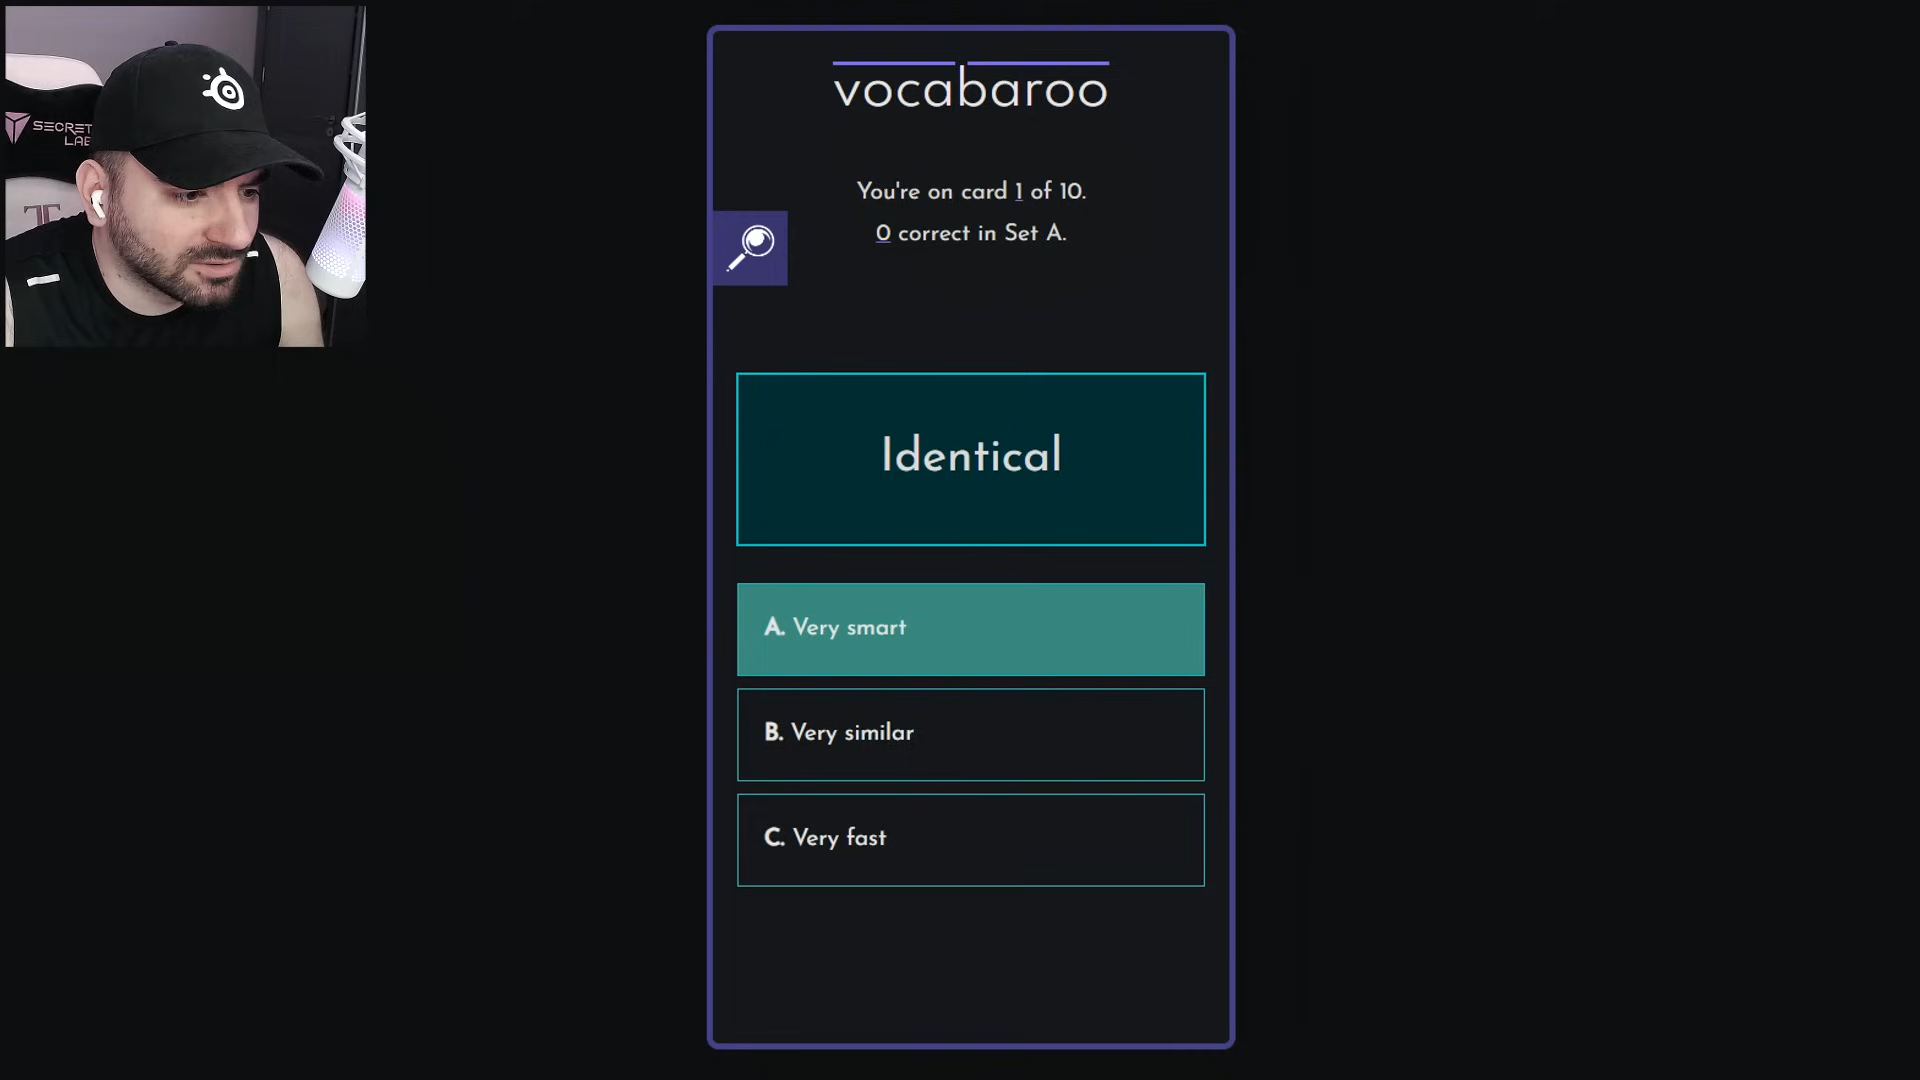 SECRET
LAB
vocabaroo
You're on card 1 of 10.
0 correct in Set A.
Identical
A. Very smart
B. Very similar
C. Very fast